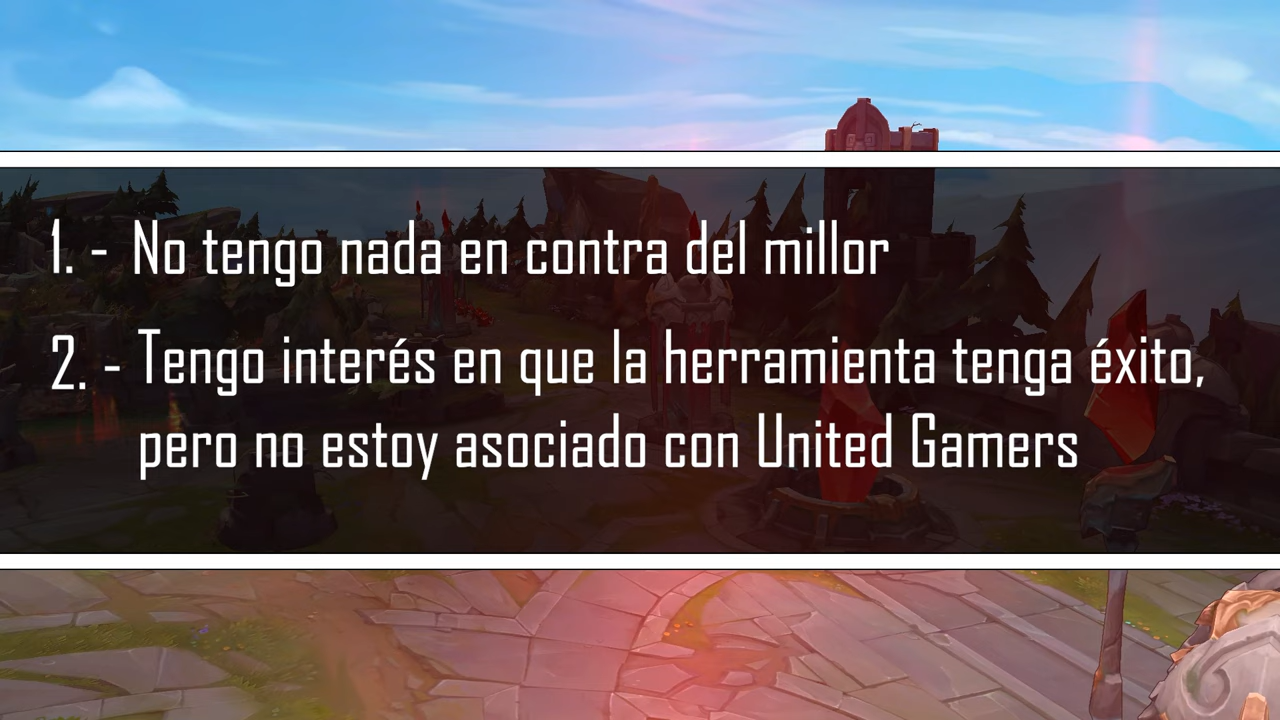 1. - No tengo nada en contra del millor
2. - Tengo interés en que la herramienta tenga éxito,
pero no estoy asociado con United Gamers